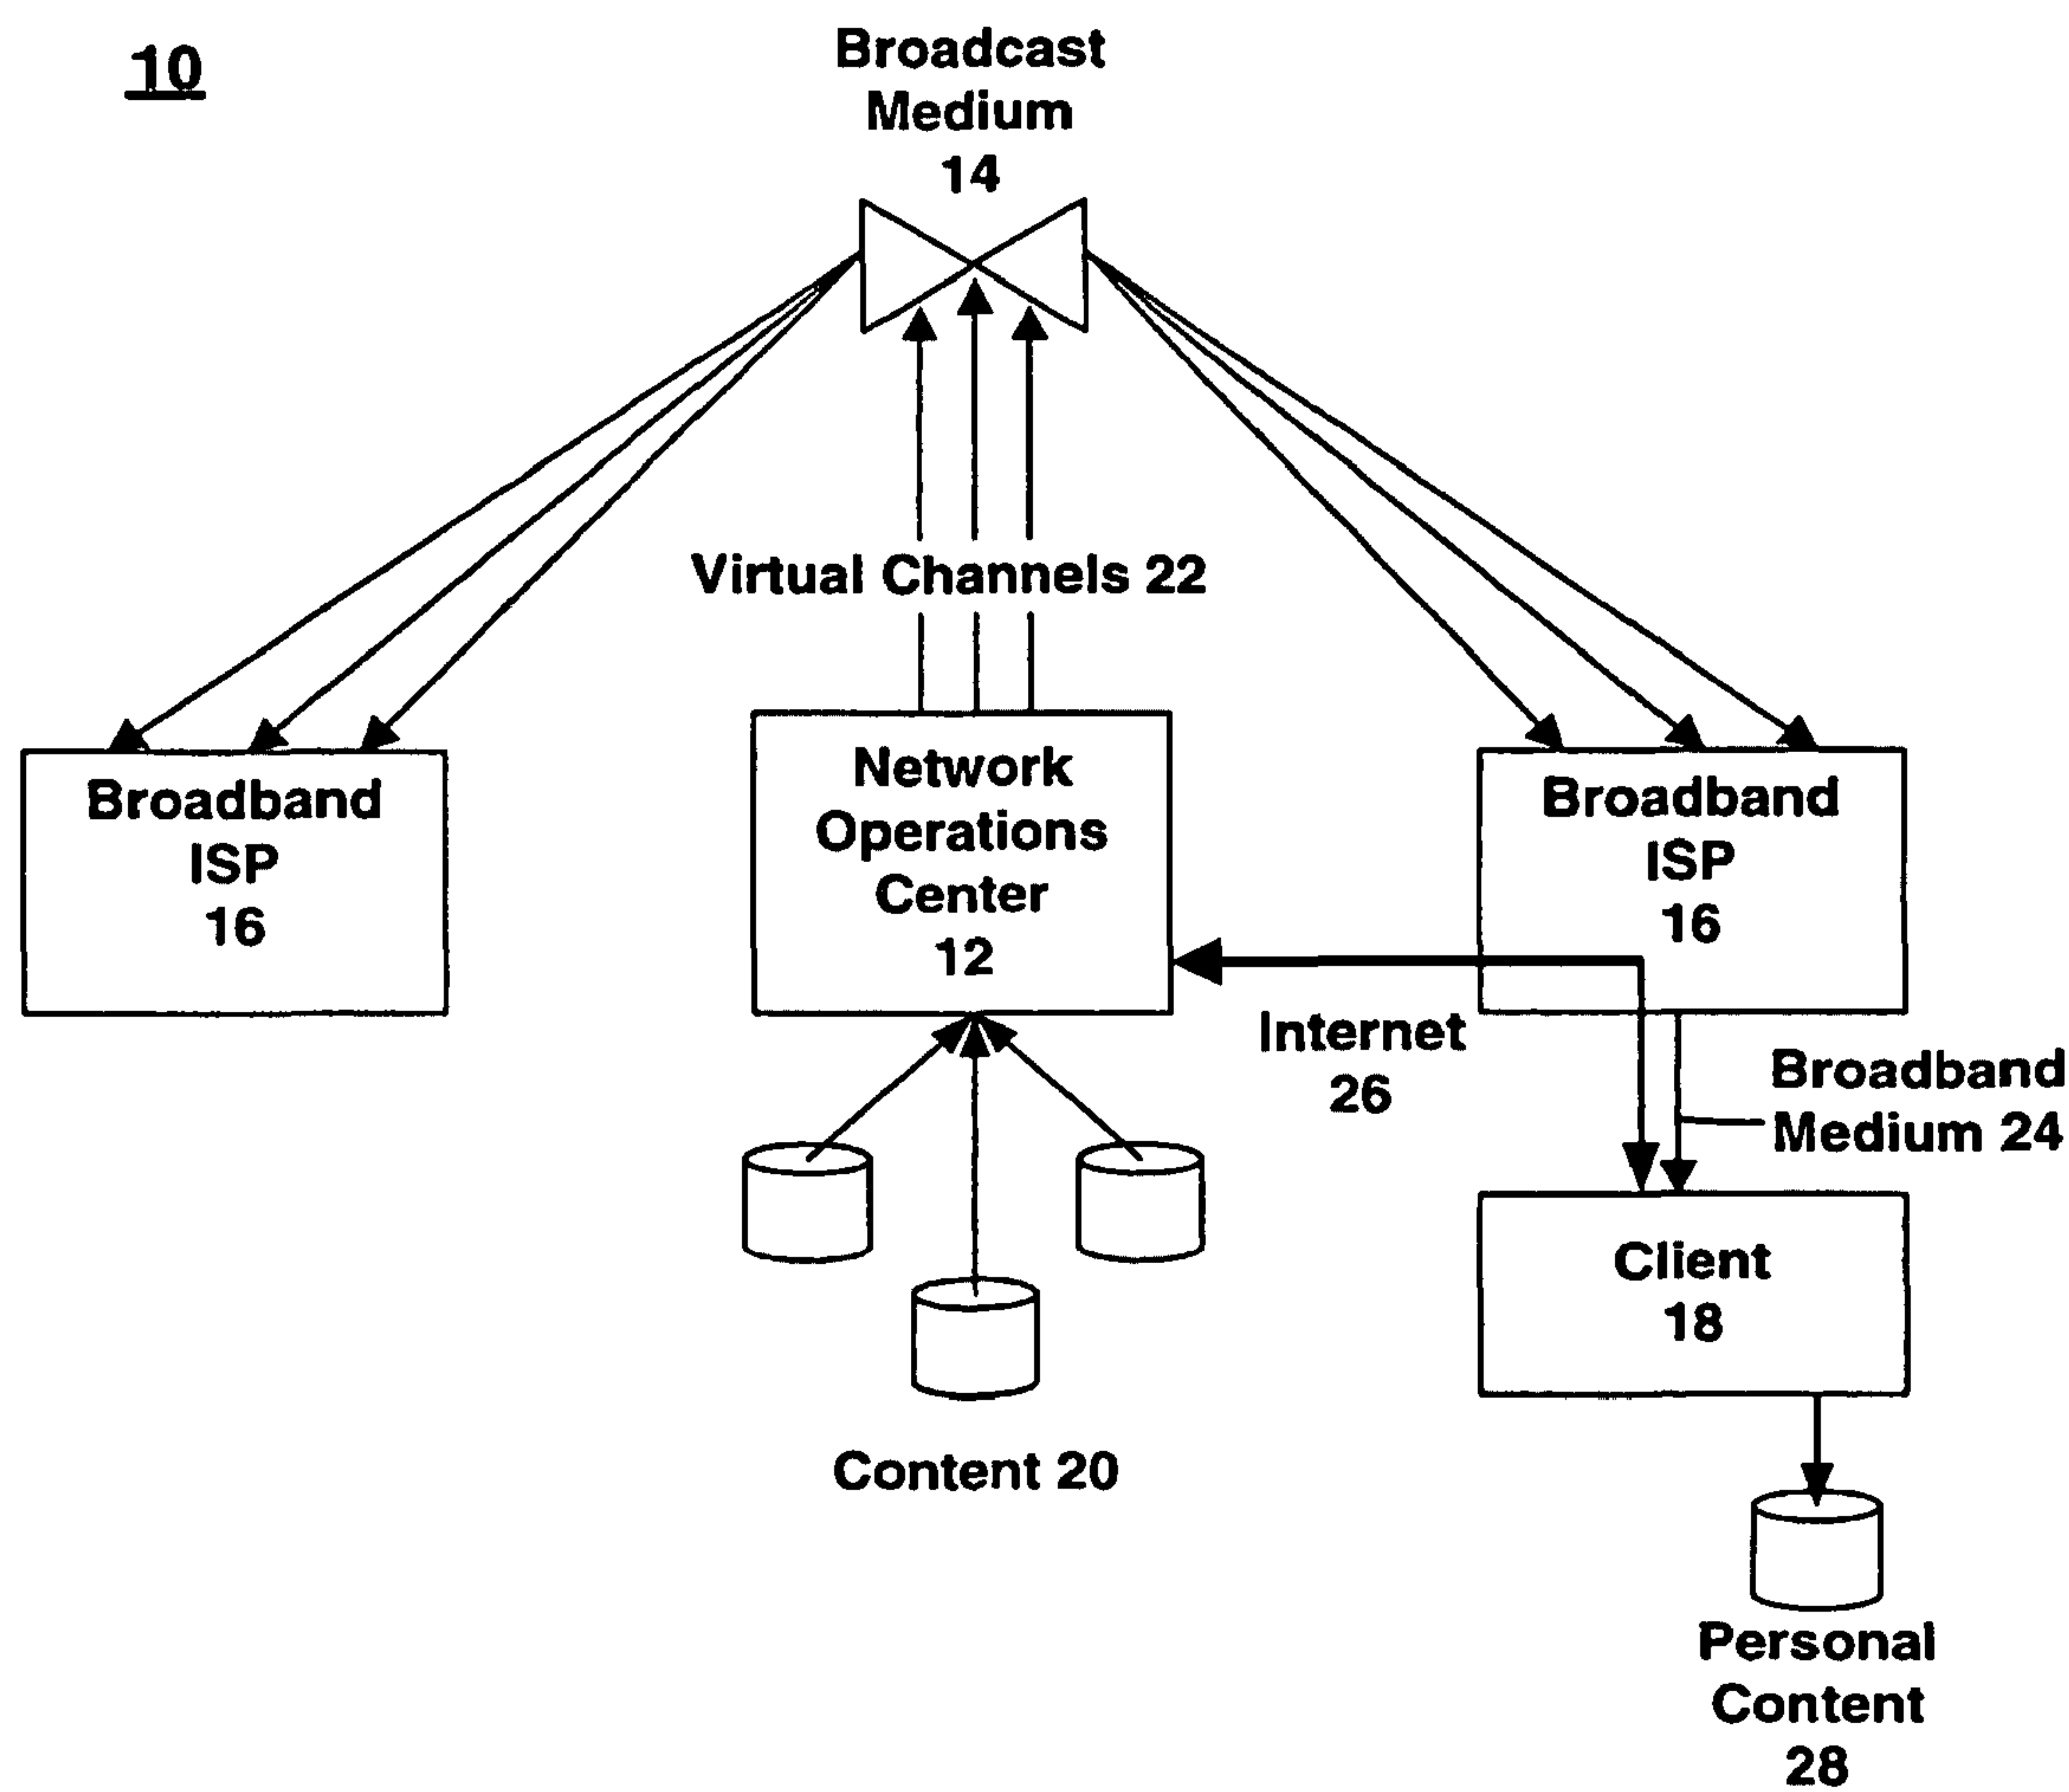 10
Broadcast
Medium
14
Virtual Channels 22
Broadband
ISP
16
Network
Operations
Center
12
Broadband
ISP
16
Internet
26
Broadband
Medium 24
Client
18
Content 20
Personal
Content
28